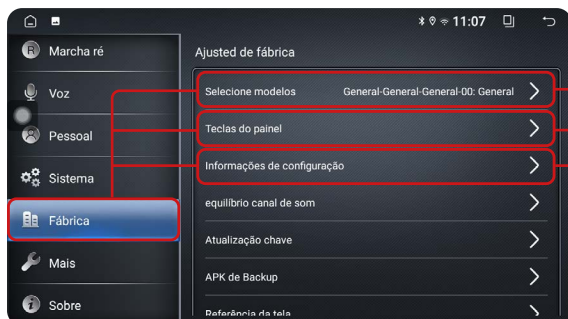 11:07
R Marcha ré
Voz
Pessoal
Sistema
Fábrica
Mais
i Sobre
Ajusted de fábrica
Selecione modelos General-General-General-00: General
Teclas do painel
Informações de configuração
equilíbrio canal de som
Atualização chave
APK de Backup
Referência da tela